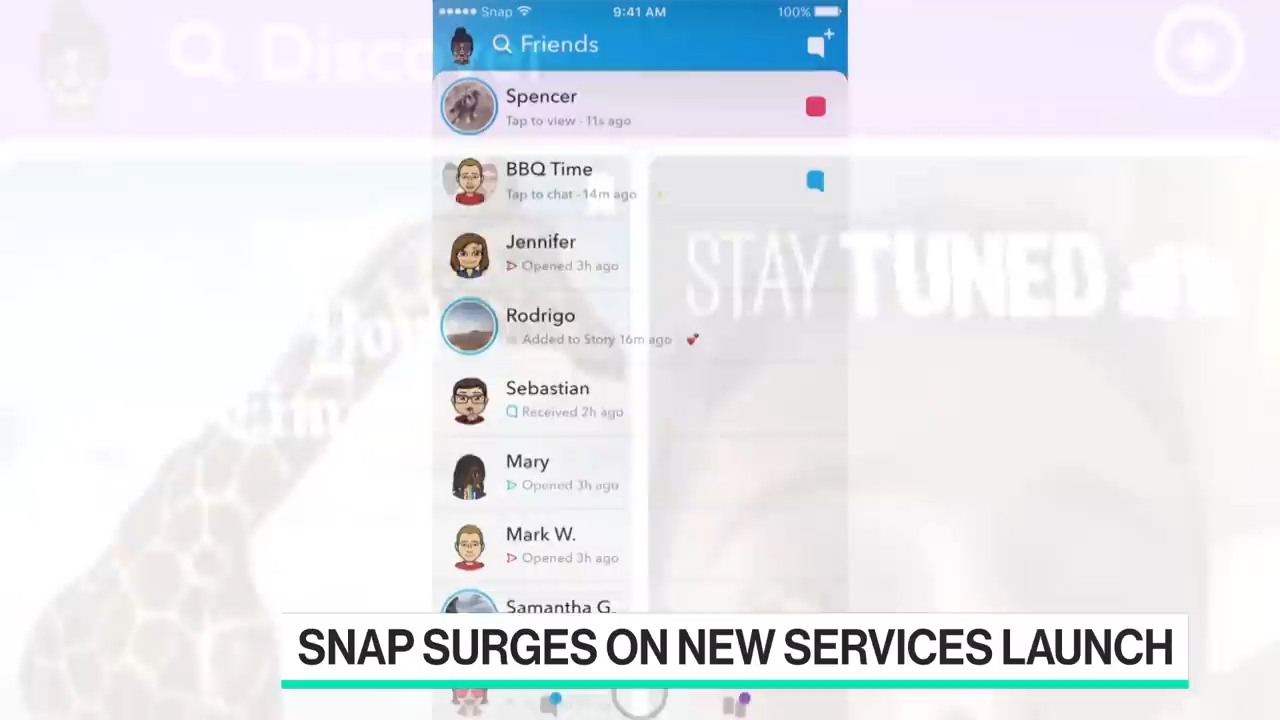 Snap 9:41 AM 100%
Discover
Friends
Spencer
Tap to view - 11s ago
BBQ Time
Tap to chat - 14m ago
Jennifer
Opened 3h ago
STAY TUNED
Rodrigo
Added to Story 16m ago
Sebastian
Received 2h ago
Mary
Opened 3h ago
Mark W.
Opened 3h ago
Samantha G.
SNAP SURGES ON NEW SERVICES LAUNCH